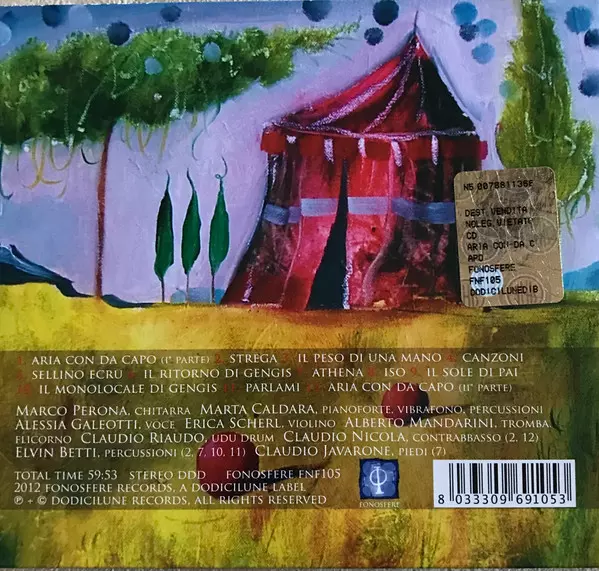 N5 007881136F
DEST.VENDITA
NOLEG.VIETATO
CD
ARIA CON DA C
APO
FONOSFERE
FNF105
DODICILUNEDIB
1. ARIA CON DA CAPO (Iª PARTE) 2. STREGA 3. IL PESO DI UNA MANO 4. CANZONI
5. SELLINO ECRU 6. IL RITORNO DI GENGIS 7. ATHENA 8. ISO 9. IL SOLE DI PAI
10. IL MONOLOCALE DI GENGIS 11. PARLAMI 12. ARIA CON DA CAPO (IIª PARTE)
MARCO PERONA, CHITARRA MARTA CALDARA, PIANOFORTE, VIBRAFONO, PERCUSSIONI
ALESSIA GALEOTTI, VOCE ERICA SCHERL, VIOLINO ALBERTO MANDARINI, TROMBA,
FLICORNO CLAUDIO RIAUDO, UDU DRUM CLAUDIO NICOLA, CONTRABBASSO (2, 12)
ELVIN BETTI, PERCUSSIONI (2, 7, 10, 11) CLAUDIO JAVARONE, PIEDI (7)
TOTAL TIME 59:53 STEREO DDD FONOSFERE FNF105
2012 FONOSFERE RECORDS, A DODICILUNE LABEL
℗ + © DODICILUNE RECORDS, ALL RIGHTS RESERVED
FONOSFERE
8 033309 691053